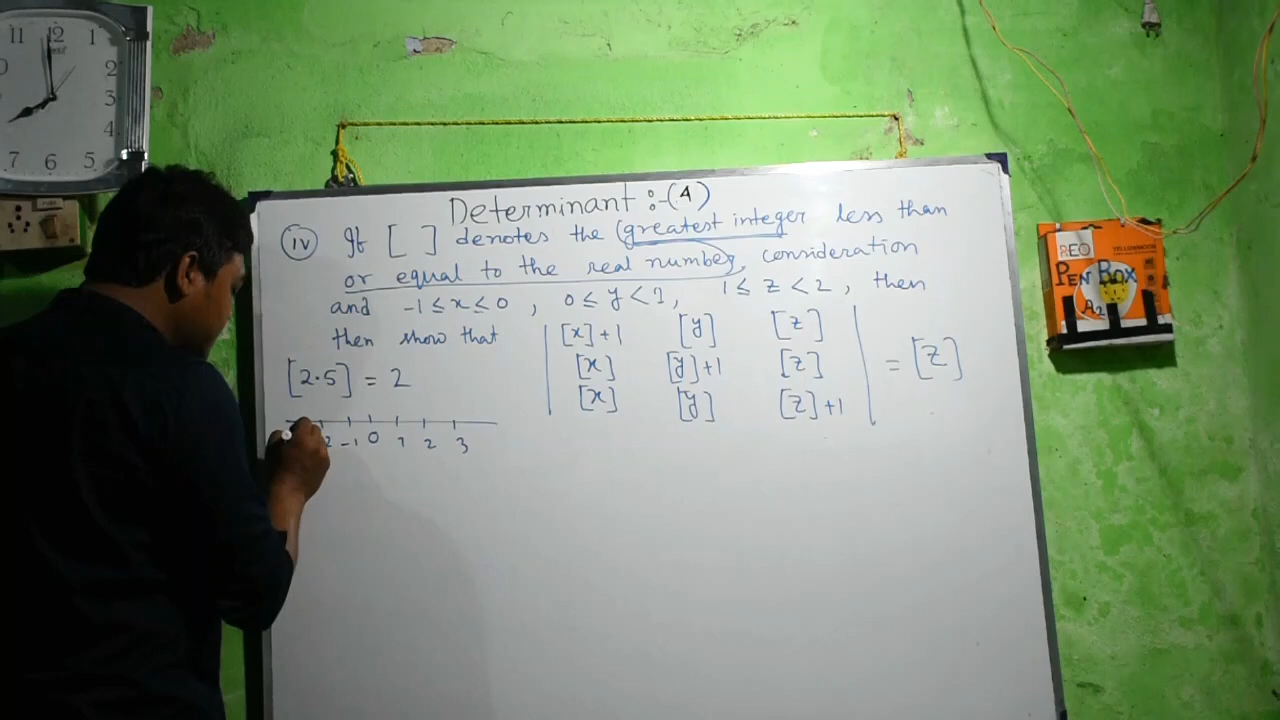 11 12 1
2
3
4
5
6
7
Determinant :-(4)
(iv) If [ ] denotes the (greatest integer less than
or equal to the real number), consideration
and -1 ≤ x ≤ 0 , 0 ≤ y < 1, 1 ≤ z < 2 , then
then show that
| [x]+1 [y] [z] |
| [x] [y]+1 [z] | = [z]
| [x] [y] [z]+1 |
[2.5] = 2
2 -1 0 1 2 3
REO
PEN BOX
A2